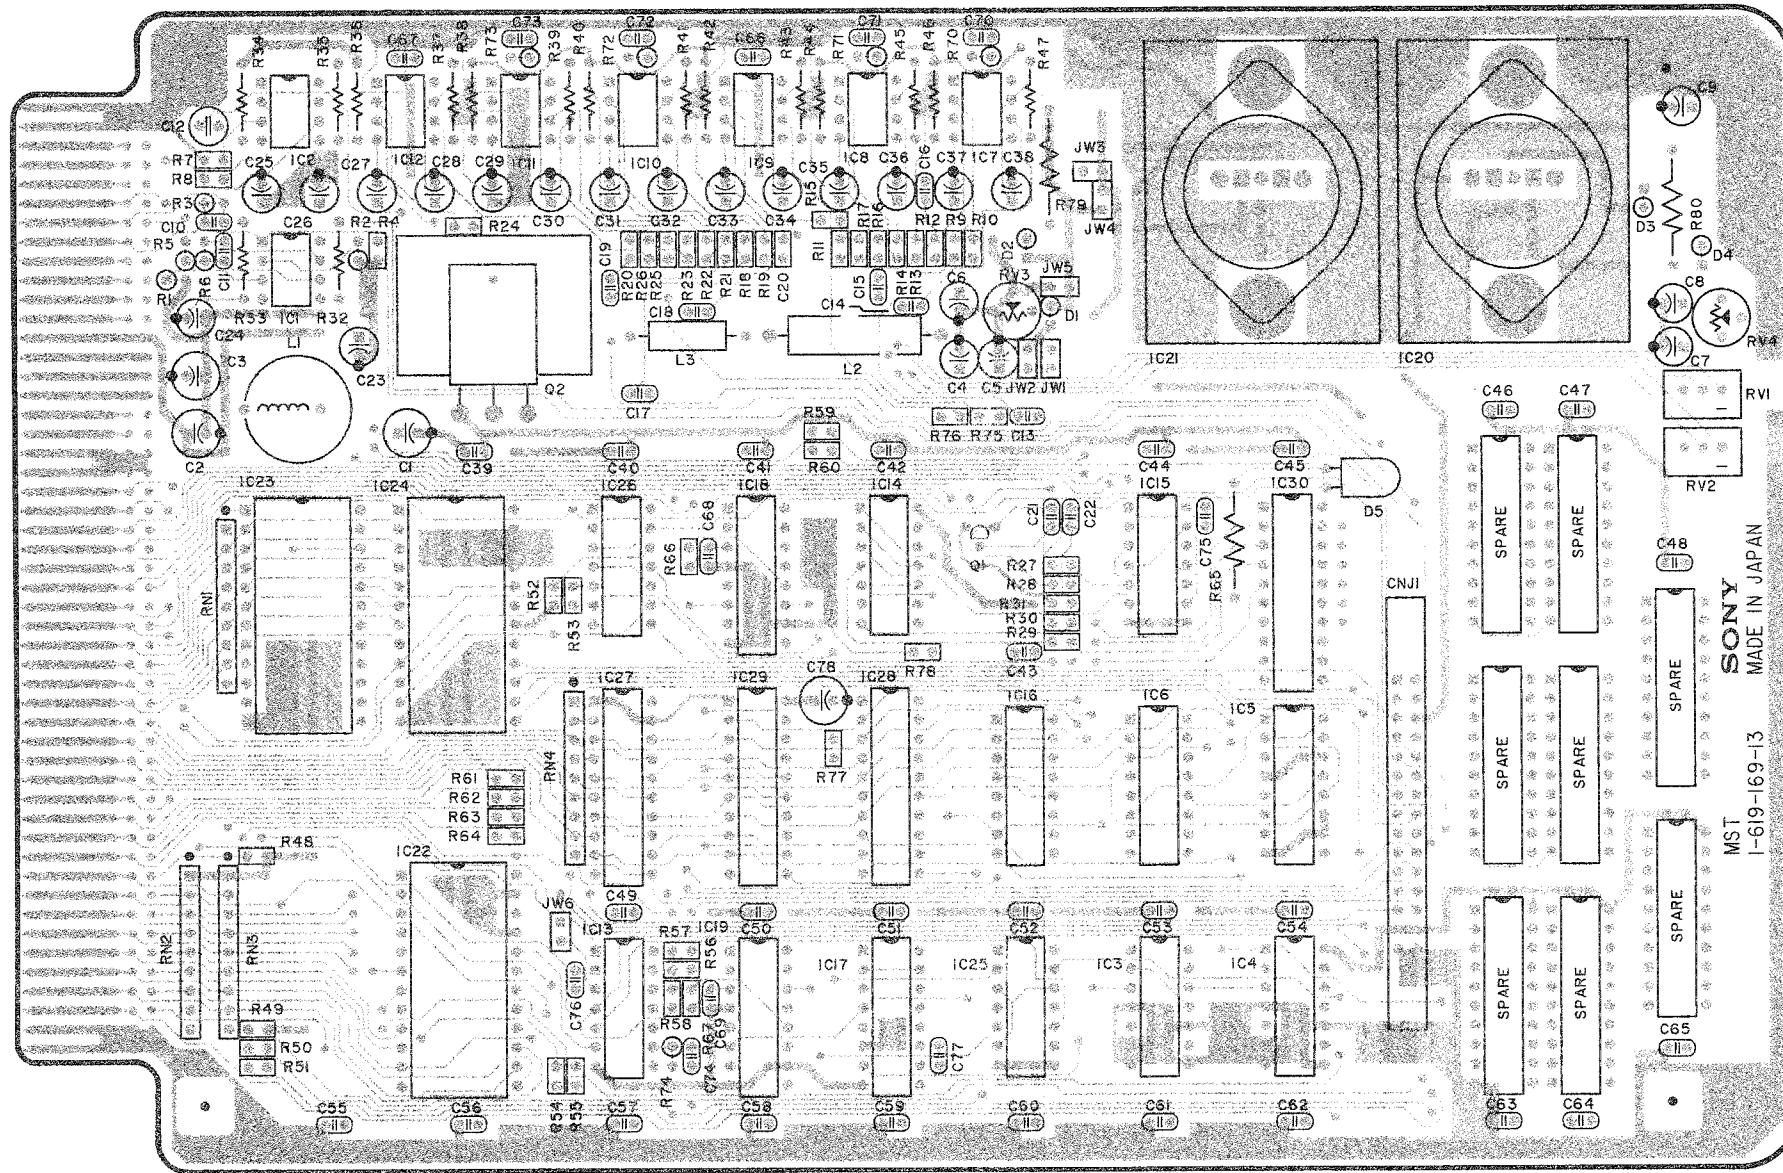 C73 C72 C71 C70
R34 R33 R35 C67 R37 R38 R73 R39 R40 R72 R41 R42 C66 R43 R44 R71 R45 R46 R70 R47
C9
C12
R7 C25 IC2 C27 IC12 C28 C29 IC11 IC10 IC9 C35 IC8 C36 C16 C37 IC7 C38 JW3
R8
R3 R15 R79
C10 C26 R2 R4 R24 C30 C31 C32 C33 C34 R17 R16 R12 R9 R10 JW4 D3 R80
R5 C19 R11 D2 D4
R1 R6 C11 R20 R26 R25 R23 R22 R21 R18 R19 C20 C15 R14 R13 C6 RV3 JW5 C8
R53 IC1 R32 C18 C14 D1
C24 L1 RV4
C3 C23 Q2 L3 L2 C4 C5 JW2 JW1 IC21 IC20 C7
C17 C46 C47 RV1
R59 R76 R75 C13
C2 C1 C39 C40 C41 R60 C42 C44 C45
IC23 IC24 IC26 IC18 IC14 IC15 IC30 RV2
C68 C21 C22 D5
RN1 R66 C75 SPARE SPARE C48
R52 Q1 R27 R65 CNJ1
R28
R31
R30
R53 R29
R78 C43
IC27 IC29 C78 IC28 IC16 IC6 IC5 SPARE
SONY
MADE IN JAPAN
RN4 R77 SPARE SPARE
R61
R62
R63
R64
MST
1-619-169-13
R48
IC22
C49
JW6
RN2 RN3 IC13 R57 R56 IC19 C50 C51 C52 C53 C54 SPARE
IC17 IC25 IC3 IC4
C76 SPARE SPARE
R49 R58 R67 C69
R50 C74 C77 C65
R51 R74
C55 C56 R54 R55 C57 C58 C59 C60 C61 C62 C63 C64